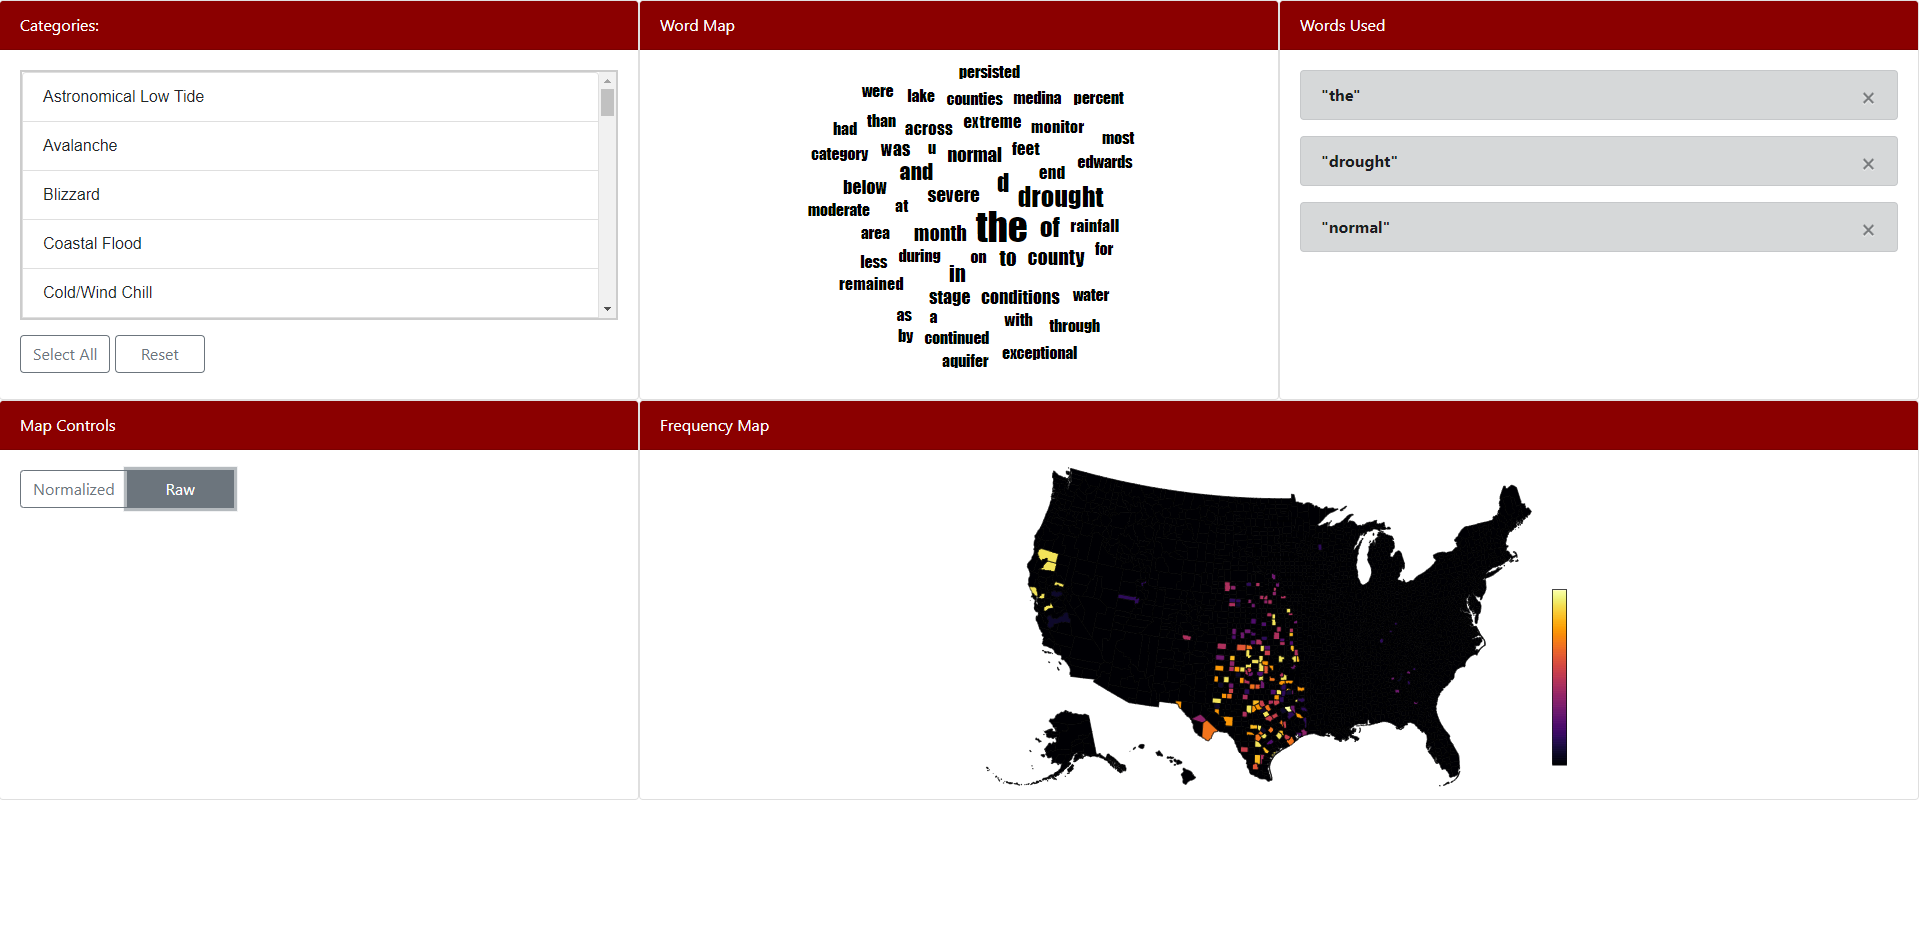 Categories:
Astronomical Low Tide
Avalanche
Blizzard
Coastal Flood
Cold/Wind Chill
Select All
Reset
Word Map
persisted
were lake counties medina percent
had than across extreme monitor most
category was u normal feet edwards
and end
below severe d drought
moderate at
area month the of rainfall
less during on to county for
remained in
stage conditions water
as a with through
by continued
aquifer exceptional
Words Used
"the" ×
"drought" ×
"normal" ×
Map Controls
Normalized
Raw
Frequency Map